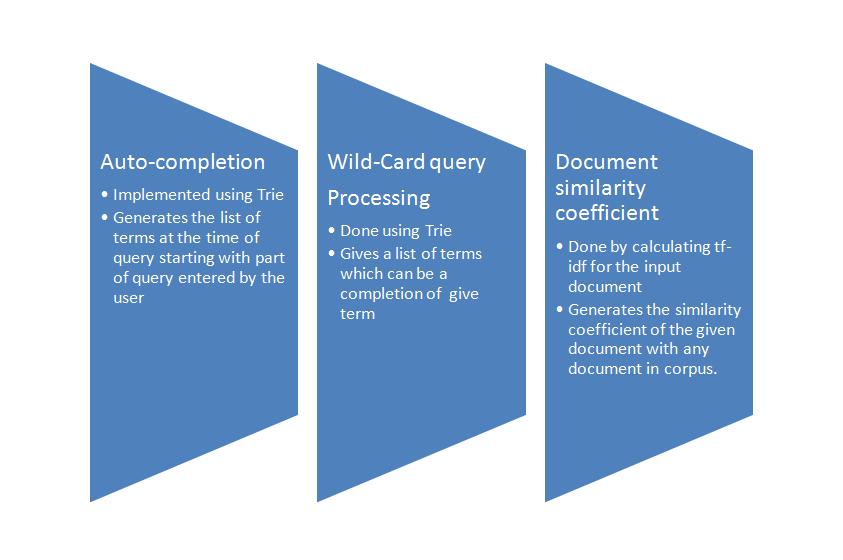 Auto-completion
• Implemented using Trie
• Generates the list of
terms at the time of
query starting with part
of query entered by the
user
Wild-Card query
Processing
• Done using Trie
• Gives a list of terms
which can be a
completion of  give
term
Document
similarity
coefficient
• Done by calculating tf-
idf for the input
document
• Generates the similarity
coefficient of the given
document with any
document in corpus.